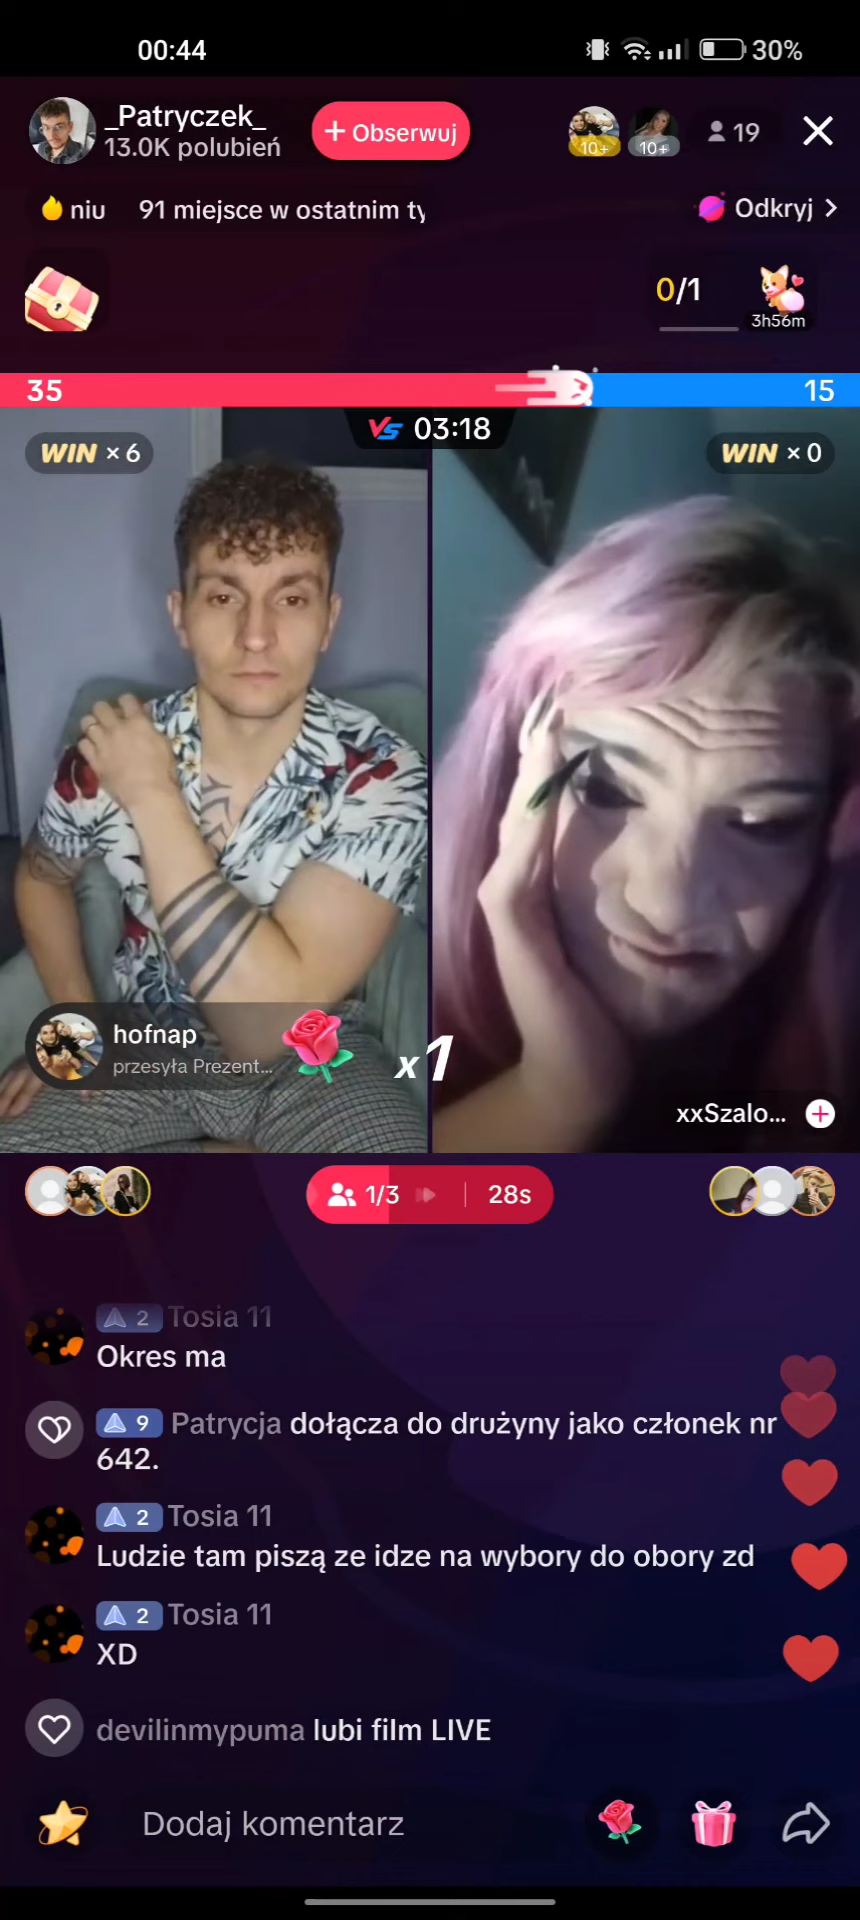 00:44
30%
_Patryczek_
13.0K polubień
+ Obserwuj
10+
10+
19
niu
91 miejsce w ostatnim ty
Odkryj >
0/1
3h56m
35
15
VS 03:18
WIN × 6
WIN × 0
hofnap
przesyła Prezent...
x1
xxSzalo...
1/3
28s
2 Tosia 11
Okres ma
9 Patrycja dołącza do drużyny jako członek nr
642.
2 Tosia 11
Ludzie tam piszą ze idze na wybory do obory zd
2 Tosia 11
XD
devilinmypuma lubi film LIVE
Dodaj komentarz